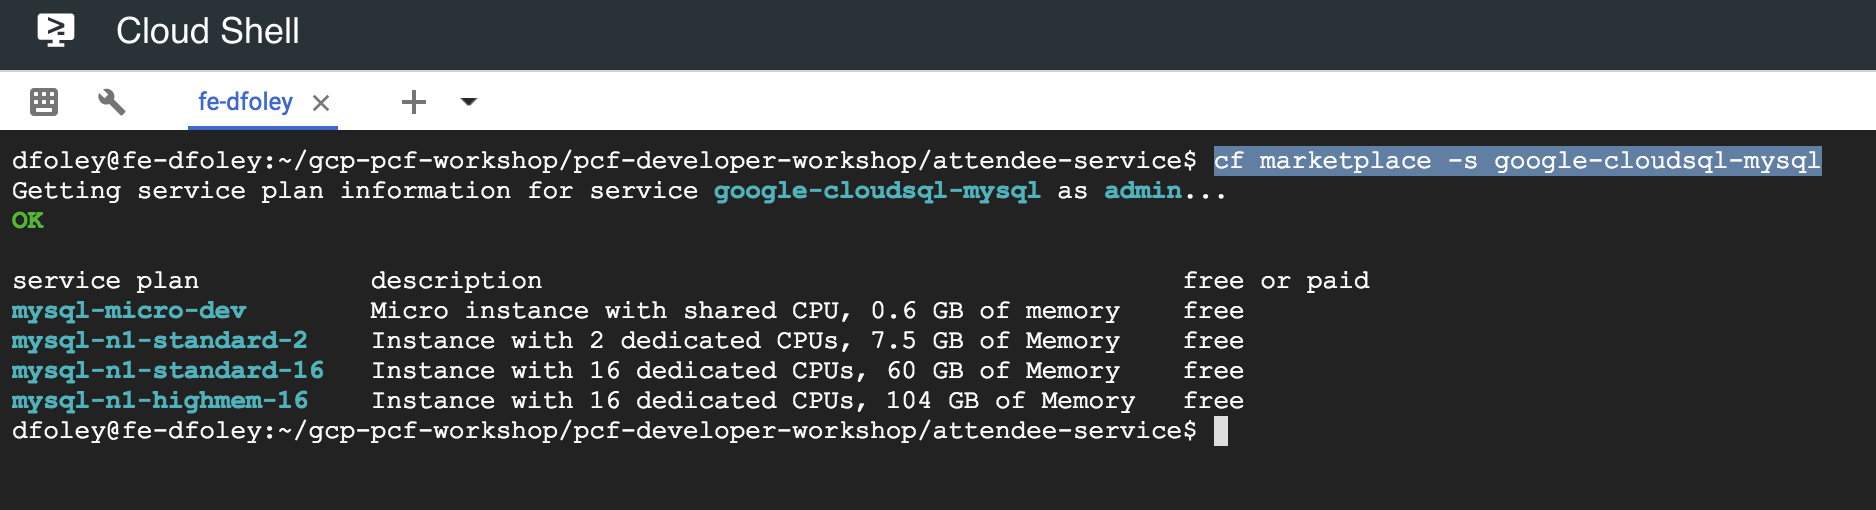 Cloud Shell
fe-dfoley
dfoley@fe-dfoley:~/gcp-pcf-workshop/pcf-developer-workshop/attendee-service$ cf marketplace -s google-cloudsql-mysql
Getting service plan information for service google-cloudsql-mysql as admin...
OK
service plan description free or paid
mysql-micro-dev Micro instance with shared CPU, 0.6 GB of memory free
mysql-n1-standard-2 Instance with 2 dedicated CPUs, 7.5 GB of Memory free
mysql-n1-standard-16 Instance with 16 dedicated CPUs, 60 GB of Memory free
mysql-n1-highmem-16 Instance with 16 dedicated CPUs, 104 GB of Memory free
dfoley@fe-dfoley:~/gcp-pcf-workshop/pcf-developer-workshop/attendee-service$